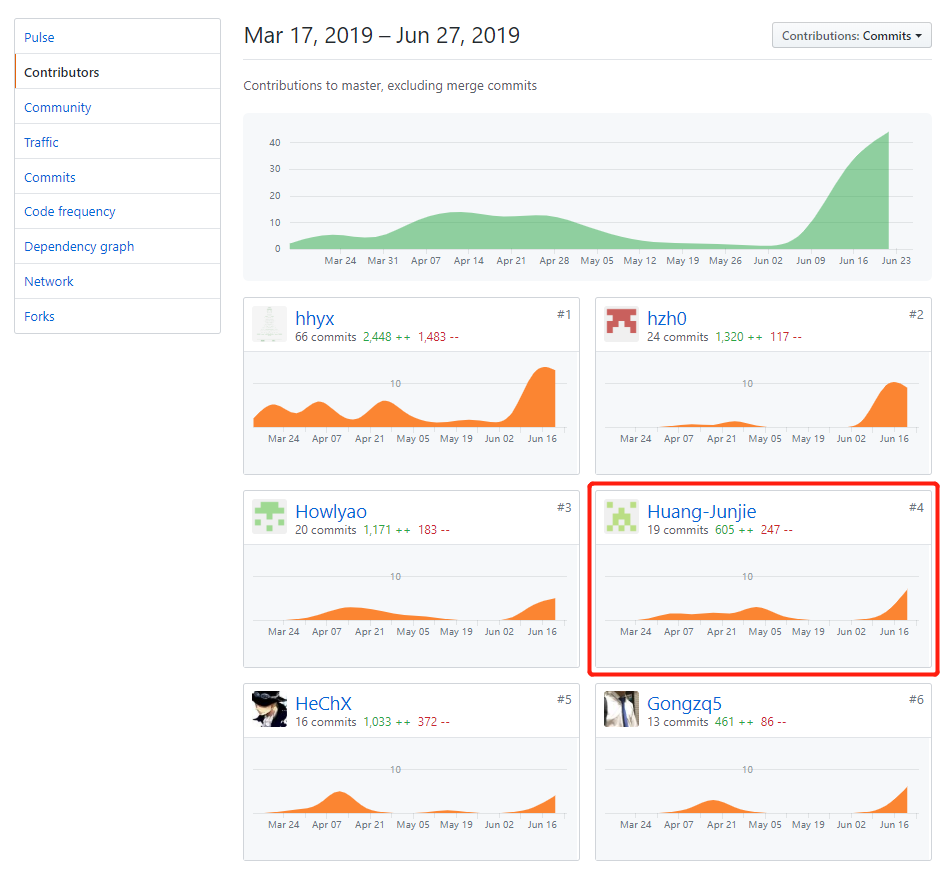 Pulse
Contributors
Community
Traffic
Commits
Code frequency
Dependency graph
Network
Forks
Mar 17, 2019 – Jun 27, 2019
Contributions: Commits
Contributions to master, excluding merge commits
40
30
20
10
0
Mar 24 Mar 31 Apr 07 Apr 14 Apr 21 Apr 28 May 05 May 12 May 19 May 26 Jun 02 Jun 09 Jun 16 Jun 23
hhyx #1
66 commits 2,448 ++ 1,483 --
10
Mar 24 Apr 07 Apr 21 May 05 May 19 Jun 02 Jun 16
hzh0 #2
24 commits 1,320 ++ 117 --
10
Mar 24 Apr 07 Apr 21 May 05 May 19 Jun 02 Jun 16
Howlyao #3
20 commits 1,171 ++ 183 --
10
Mar 24 Apr 07 Apr 21 May 05 May 19 Jun 02 Jun 16
Huang-Junjie #4
19 commits 605 ++ 247 --
10
Mar 24 Apr 07 Apr 21 May 05 May 19 Jun 02 Jun 16
HeChX #5
16 commits 1,033 ++ 372 --
10
Mar 24 Apr 07 Apr 21 May 05 May 19 Jun 02 Jun 16
Gongzq5 #6
13 commits 461 ++ 86 --
10
Mar 24 Apr 07 Apr 21 May 05 May 19 Jun 02 Jun 16